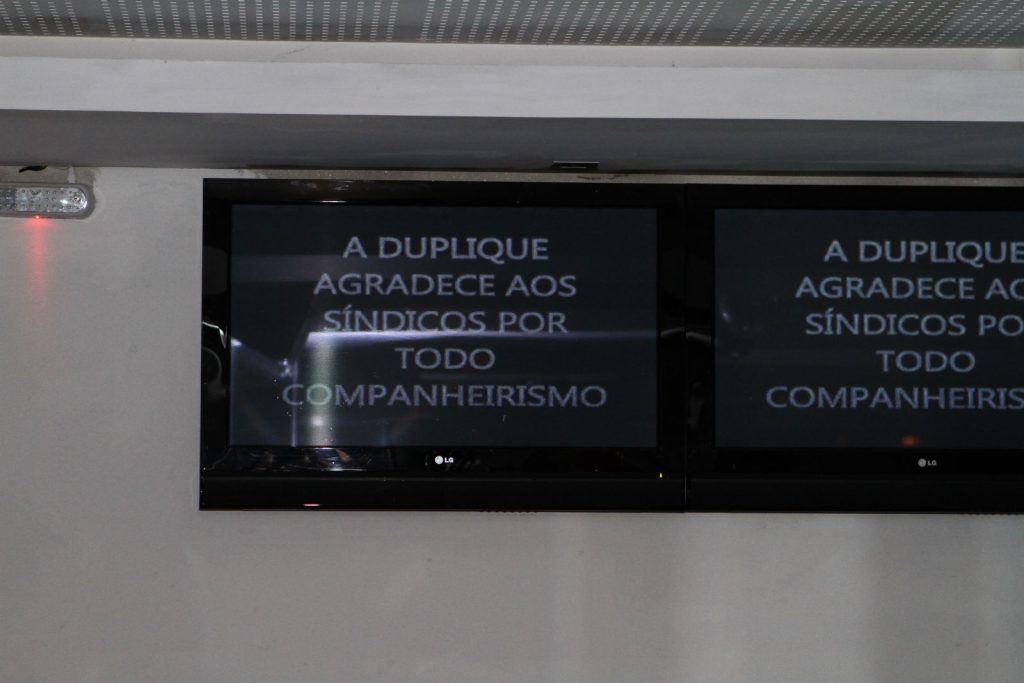 A DUPLIQUE
AGRADECE AOS
SÍNDICOS POR
TODO
COMPANHEIRISMO
LG
A DUPLIQUE
AGRADECE AO
SÍNDICOS PO
TODO
COMPANHEIRIS
LG